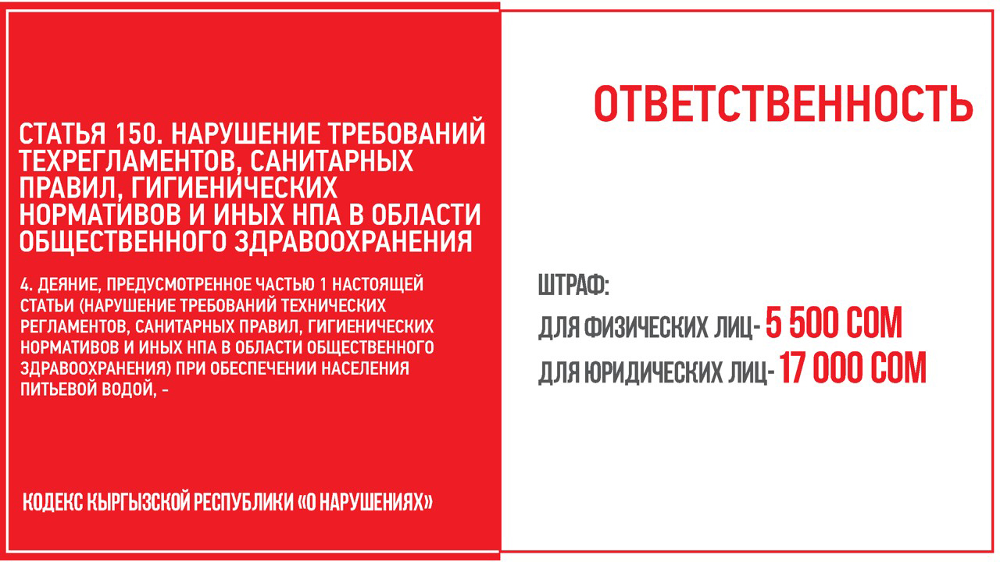 СТАТЬЯ 150. НАРУШЕНИЕ ТРЕБОВАНИЙ
ТЕХРЕГЛАМЕНТОВ, САНИТАРНЫХ
ПРАВИЛ, ГИГИЕНИЧЕСКИХ
НОРМАТИВОВ И ИНЫХ НПА В ОБЛАСТИ
ОБЩЕСТВЕННОГО ЗДРАВООХРАНЕНИЯ
4. ДЕЯНИЕ, ПРЕДУСМОТРЕННОЕ ЧАСТЬЮ 1 НАСТОЯЩЕЙ
СТАТЬИ (НАРУШЕНИЕ ТРЕБОВАНИЙ ТЕХНИЧЕСКИХ
РЕГЛАМЕНТОВ, САНИТАРНЫХ ПРАВИЛ, ГИГИЕНИЧЕСКИХ
НОРМАТИВОВ И ИНЫХ НПА В ОБЛАСТИ ОБЩЕСТВЕННОГО
ЗДРАВООХРАНЕНИЯ) ПРИ ОБЕСПЕЧЕНИИ НАСЕЛЕНИЯ
ПИТЬЕВОЙ ВОДОЙ, -
КОДЕКС КЫРГЫЗСКОЙ РЕСПУБЛИКИ «О НАРУШЕНИЯХ»
ОТВЕТСТВЕННОСТЬ
ШТРАФ:
ДЛЯ ФИЗИЧЕСКИХ ЛИЦ- 5 500 СОМ
ДЛЯ ЮРИДИЧЕСКИХ ЛИЦ- 17 000 СОМ